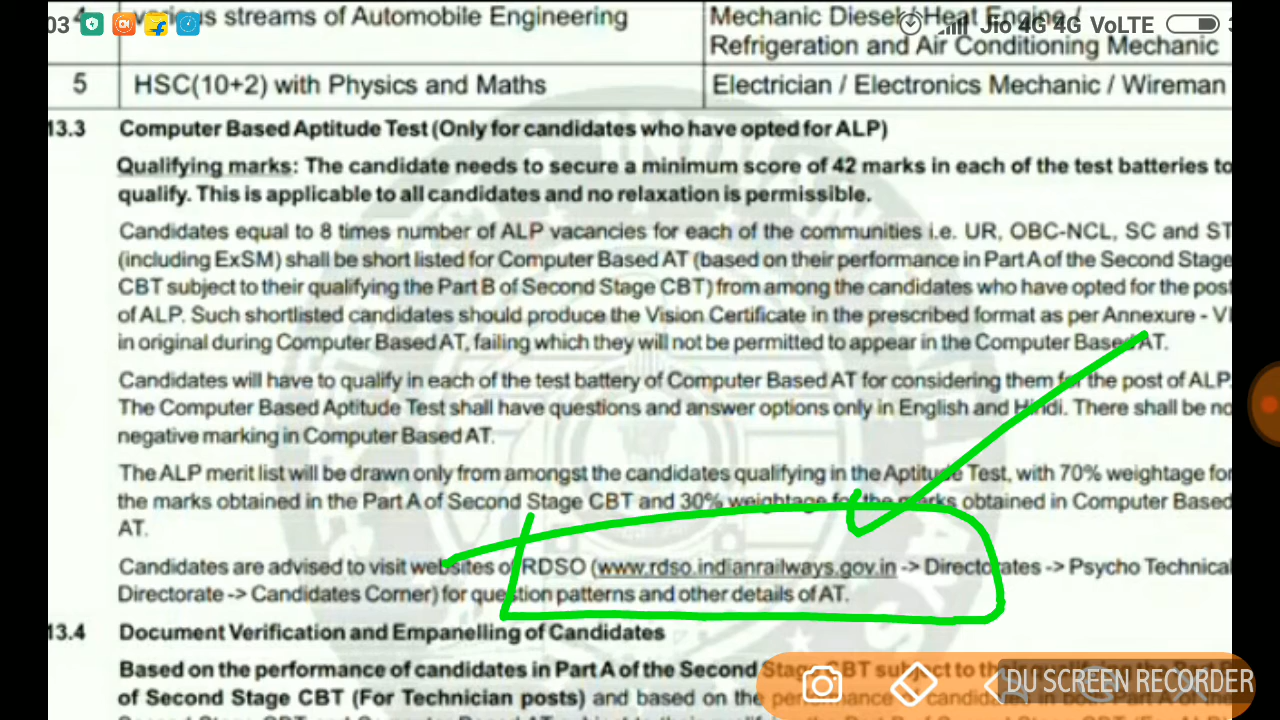 03 Jio 4G 4G VoLTE
4 various streams of Automobile Engineering Mechanic Diesel / Heat Engine /
Refrigeration and Air Conditioning Mechanic
5 HSC(10+2) with Physics and Maths Electrician / Electronics Mechanic / Wireman
13.3 Computer Based Aptitude Test (Only for candidates who have opted for ALP)
Qualifying marks: The candidate needs to secure a minimum score of 42 marks in each of the test batteries to
qualify. This is applicable to all candidates and no relaxation is permissible.
Candidates equal to 8 times number of ALP vacancies for each of the communities i.e. UR, OBC-NCL, SC and ST
(including ExSM) shall be short listed for Computer Based AT (based on their performance in Part A of the Second Stage
CBT subject to their qualifying the Part B of Second Stage CBT) from among the candidates who have opted for the post
of ALP. Such shortlisted candidates should produce the Vision Certificate in the prescribed format as per Annexure - VI
in original during Computer Based AT, failing which they will not be permitted to appear in the Computer Based AT.
Candidates will have to qualify in each of the test battery of Computer Based AT for considering them for the post of ALP.
The Computer Based Aptitude Test shall have questions and answer options only in English and Hindi. There shall be no
negative marking in Computer Based AT.
The ALP merit list will be drawn only from amongst the candidates qualifying in the Aptitude Test, with 70% weightage for
the marks obtained in the Part A of Second Stage CBT and 30% weightage for the marks obtained in Computer Based
AT.
Candidates are advised to visit websites of RDSO (www.rdso.indianrailways.gov.in -> Directorates -> Psycho Technical
Directorate -> Candidates Corner) for question patterns and other details of AT.
13.4 Document Verification and Empanelling of Candidates
Based on the performance of candidates in Part A of the Second Stage CBT subject to their
of Second Stage CBT (For Technician posts) and based on the performance
DU SCREEN RECORDER